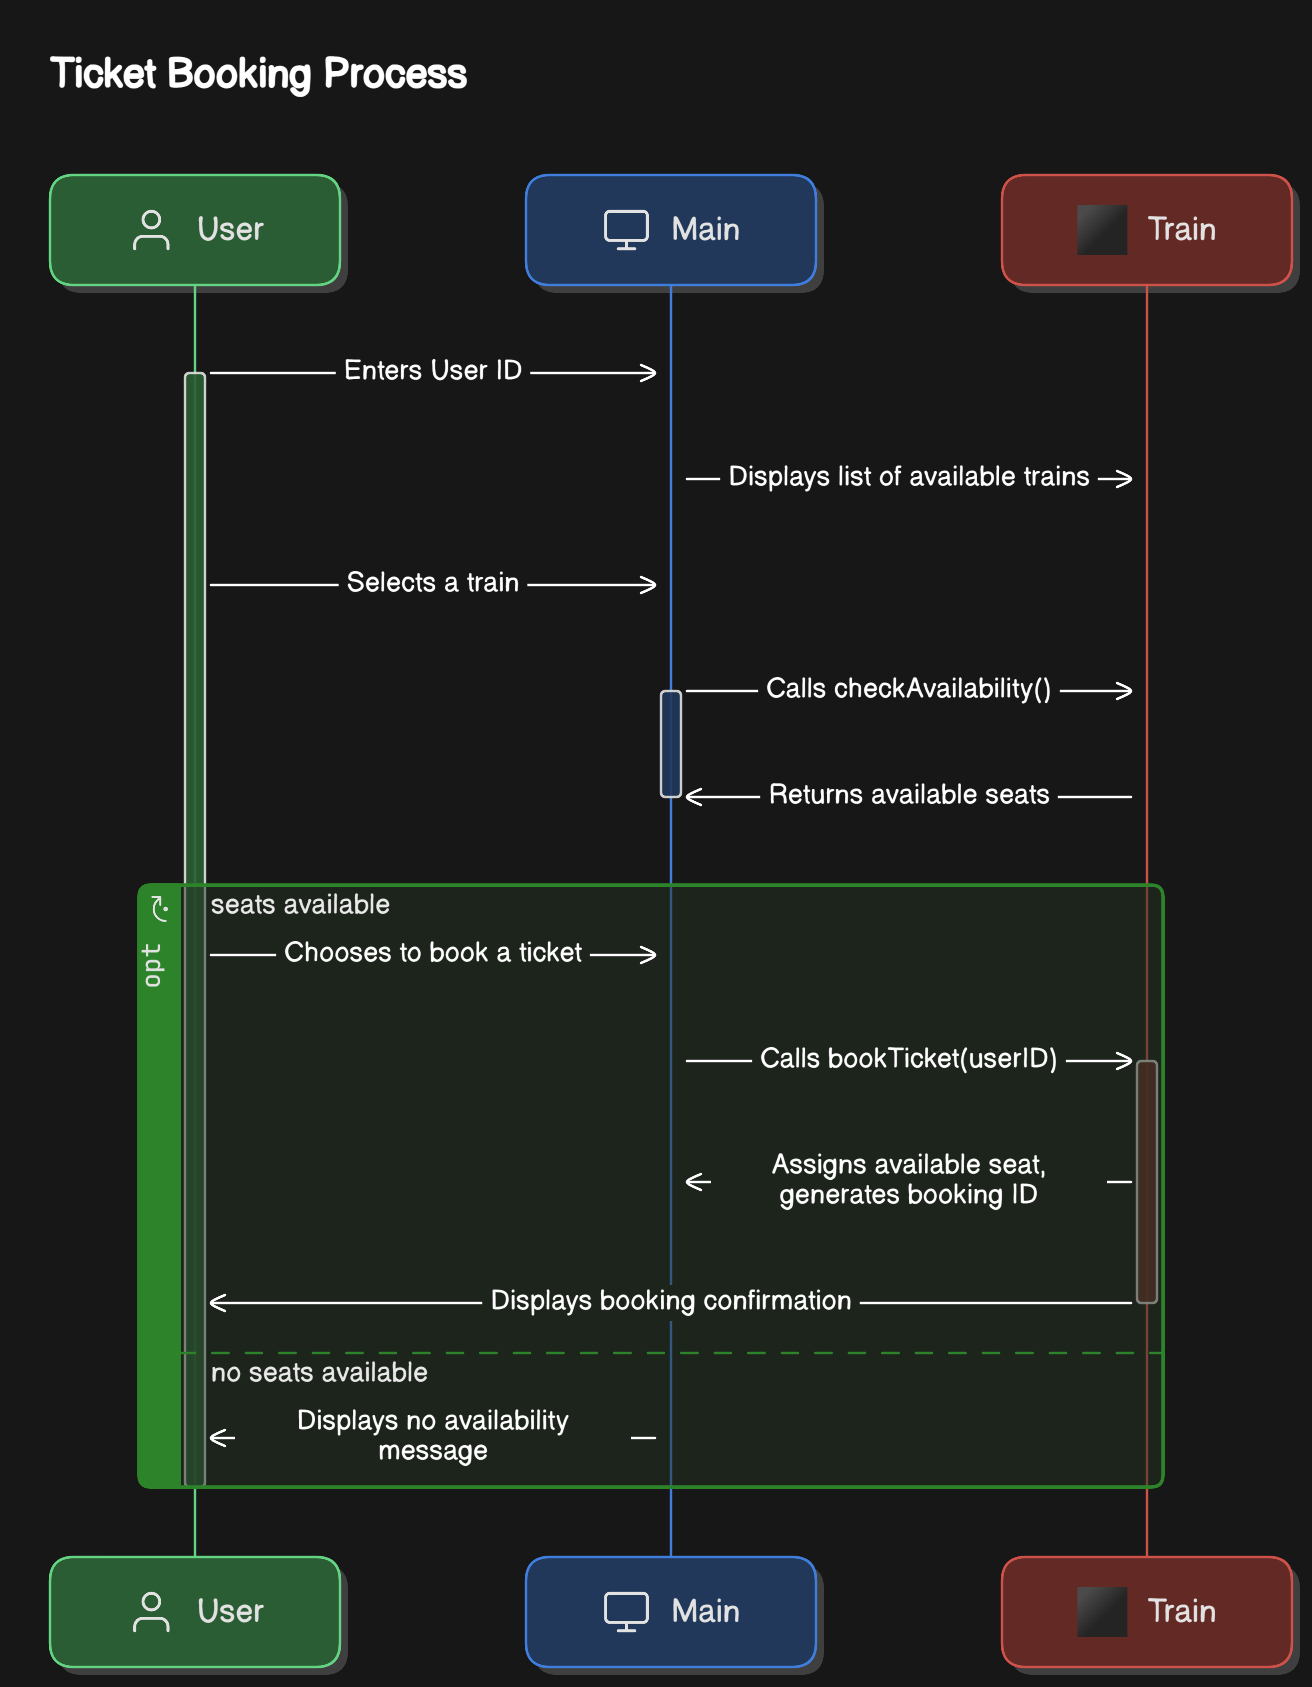 Ticket Booking Process
User
Main
Train
Enters User ID
Displays list of available trains
Selects a train
Calls checkAvailability()
Returns available seats
opt
seats available
Chooses to book a ticket
Calls bookTicket(userID)
Assigns available seat,
generates booking ID
Displays booking confirmation
no seats available
Displays no availability
message
User
Main
Train